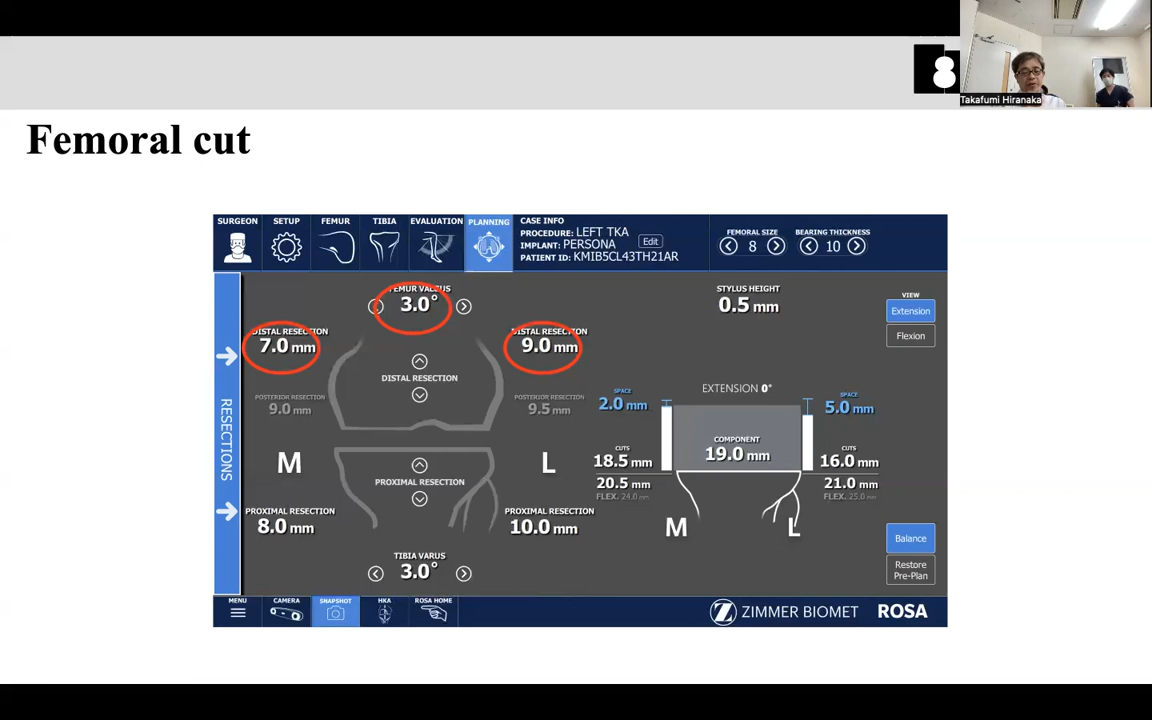 Takafumi Hiranaka
Femoral cut
SURGEON
SETUP
FEMUR
TIBIA
EVALUATION
PLANNING
CASE INFO
PROCEDURE: LEFT TKA
IMPLANT: PERSONA
Edit
PATIENT ID: KMIB5CL43TH21AR
FEMORAL SIZE
8
BEARING THICKNESS
10
FEMUR VALGUS
3.0°
STYLUS HEIGHT
0.5 mm
VIEW
Extension
Flexion
DISTAL RESECTION
7.0 mm
DISTAL RESECTION
9.0 mm
DISTAL RESECTION
POSTERIOR RESECTION
9.0 mm
POSTERIOR RESECTION
9.5 mm
RESECTIONS
M
L
PROXIMAL RESECTION
PROXIMAL RESECTION
8.0 mm
PROXIMAL RESECTION
10.0 mm
TIBIA VARUS
3.0°
EXTENSION 0°
SPACE
2.0 mm
SPACE
5.0 mm
COMPONENT
19.0 mm
CUTS
18.5 mm
20.5 mm
FLEX. 24.0 mm
CUTS
16.0 mm
21.0 mm
FLEX. 25.0 mm
M
L
Balance
Restore
Pre-Plan
MENU
CAMERA
SNAPSHOT
HKA
ROSA HOME
ZIMMER BIOMET
ROSA